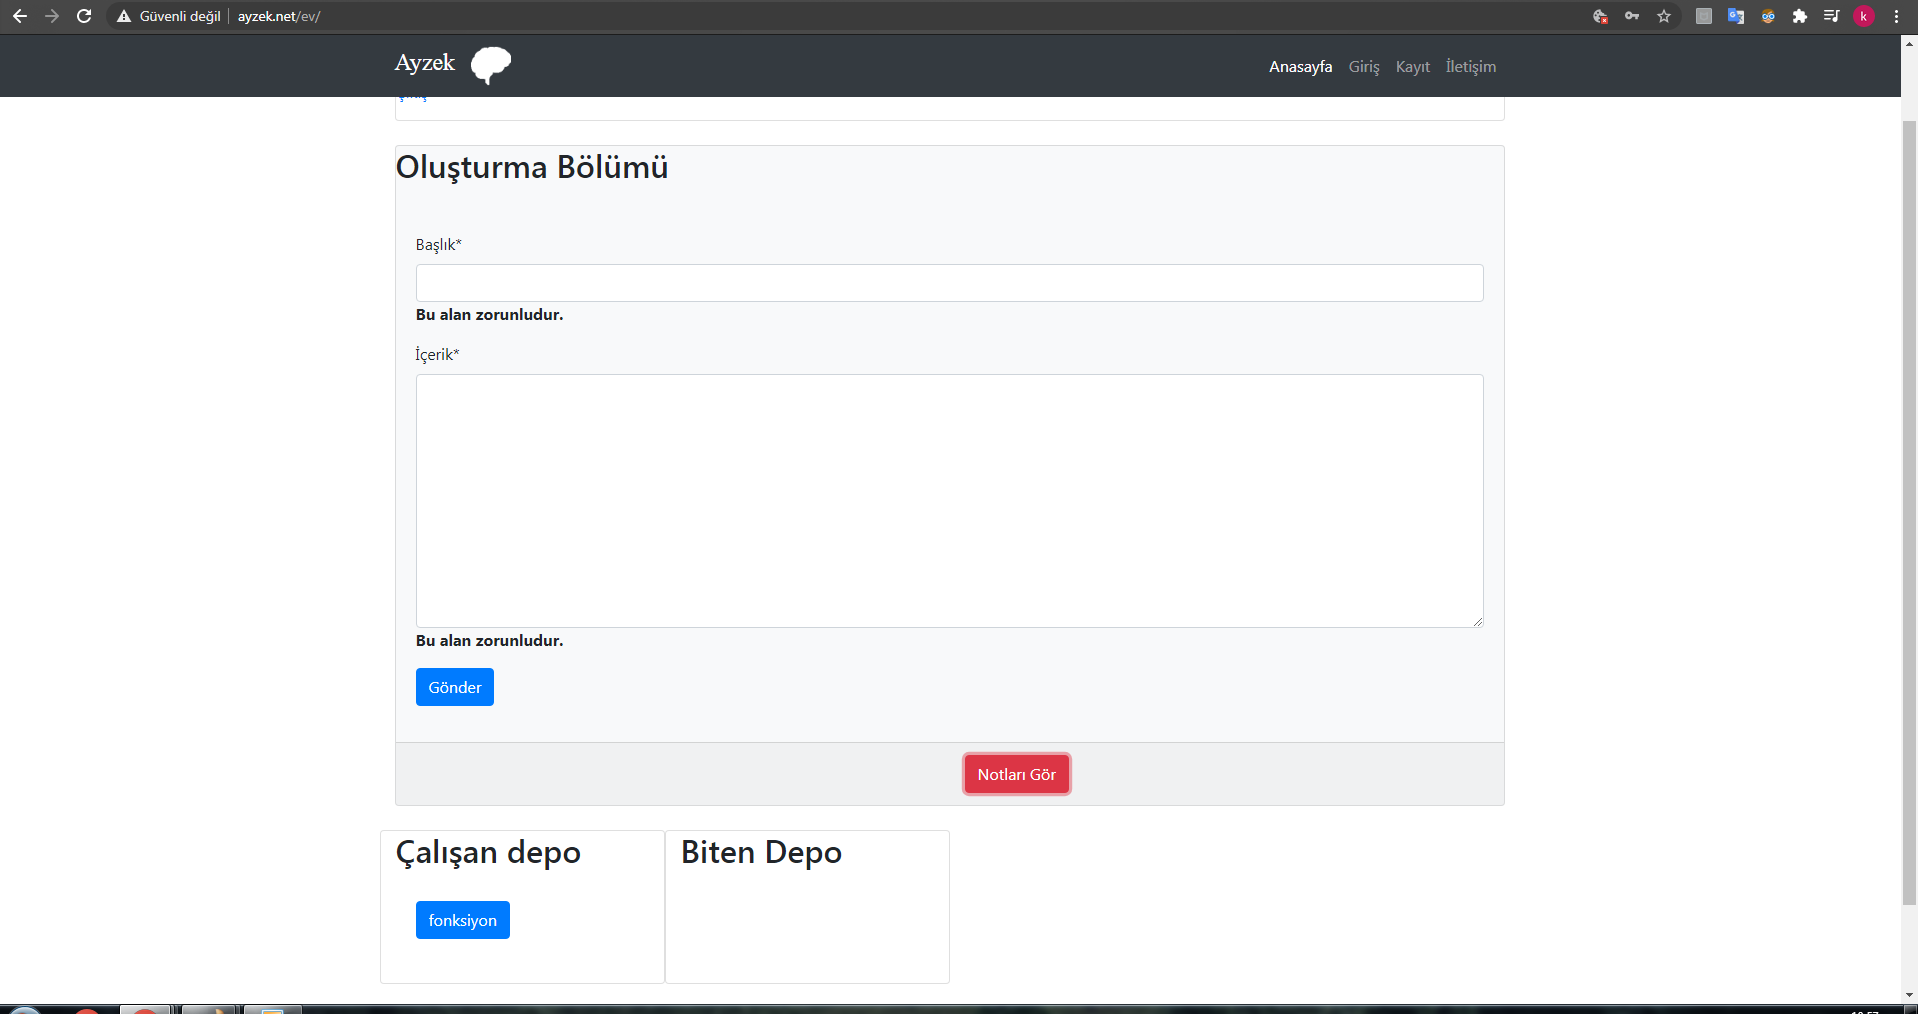 Güvenli değil ayzek.net/ev/
k
Ayzek
Anasayfa Giriş Kayıt İletişim
Oluşturma Bölümü
Başlık*
Bu alan zorunludur.
İçerik*
Bu alan zorunludur.
Gönder
Notları Gör
Çalışan depo
Biten Depo
fonksiyon